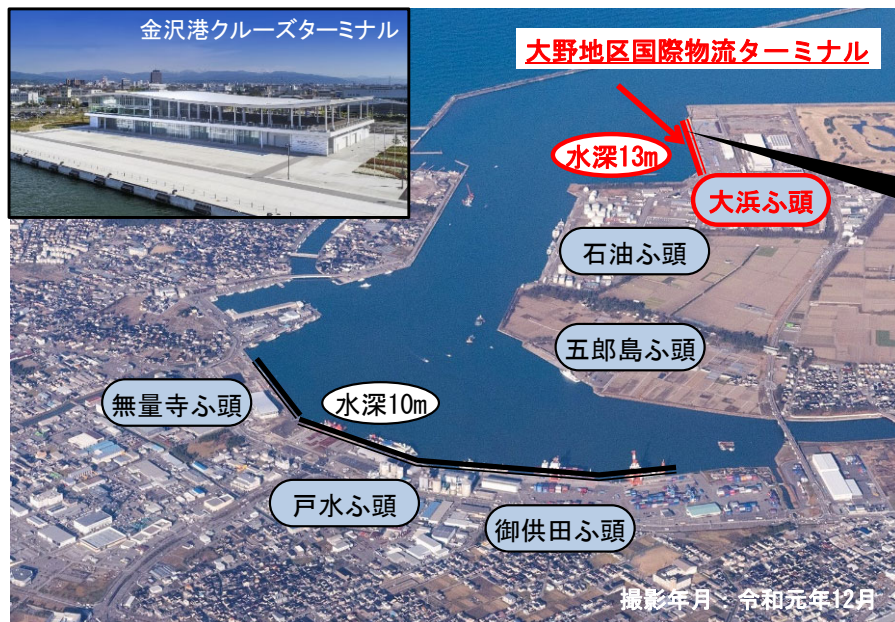 金沢港クルーズターミナル
大野地区国際物流ターミナル
水深13m
大浜ふ頭
石油ふ頭
五郎島ふ頭
無量寺ふ頭
水深10m
戸水ふ頭
御供田ふ頭
撮影年月：令和元年12月